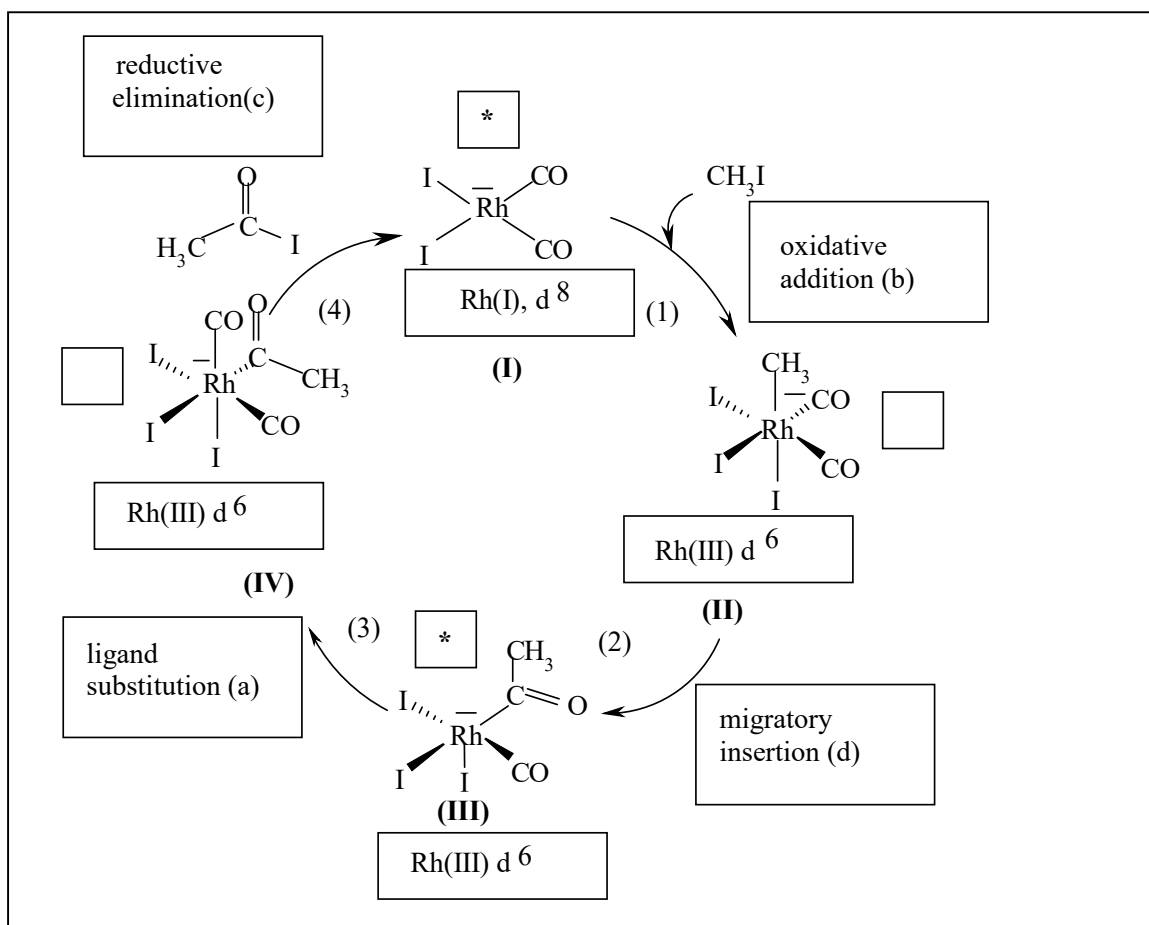 reductive
elimination(c)
*
O
C
H₃C
I
I
CO
Rh
I
CO
CH₃I
oxidative
addition (b)
Rh(I), d 8
(1)
(I)
(4)
O
CO
I
C
Rh
CH₃
I
CO
I
Rh(III) d 6
(IV)
CH₃
I
CO
Rh
I
CO
I
Rh(III) d 6
(II)
ligand
substitution (a)
(3)
*
(2)
CH₃
I
C
O
Rh
I
I
CO
(III)
Rh(III) d 6
migratory
insertion (d)